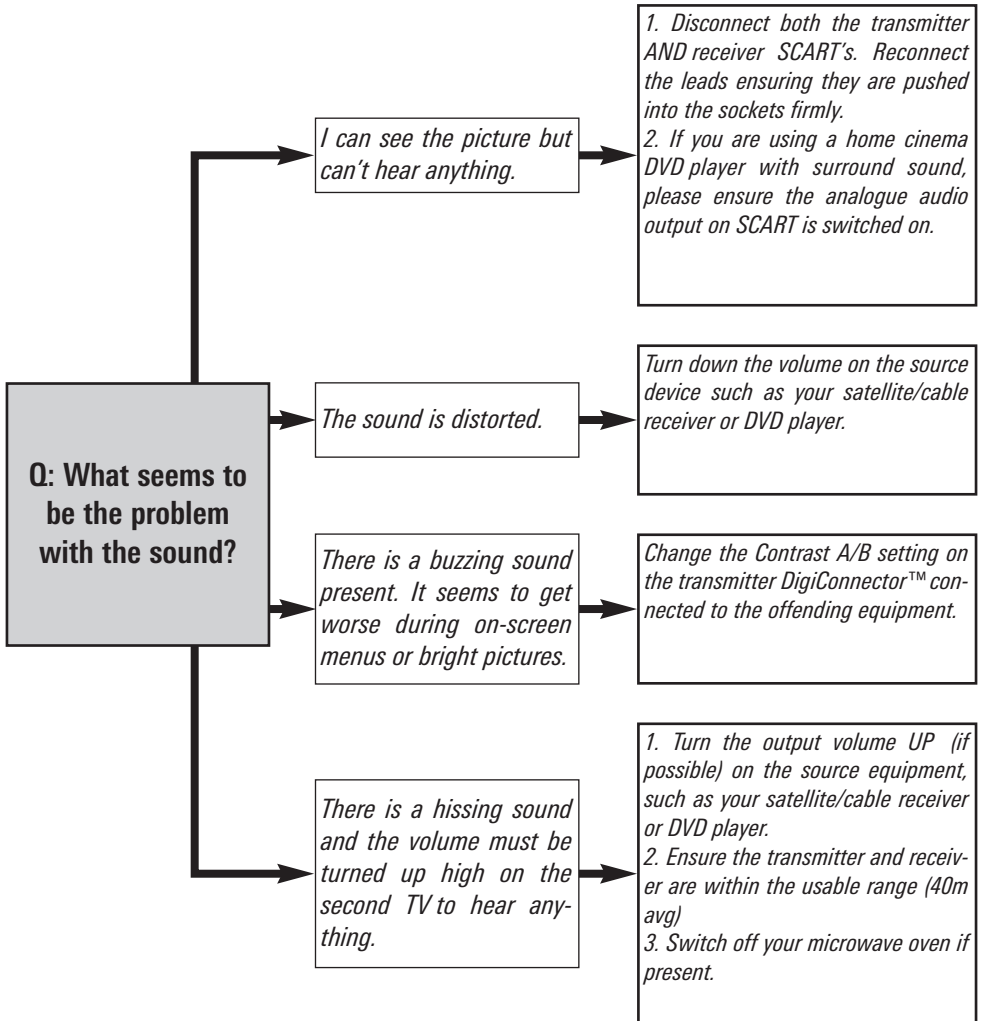 Q: What seems to
be the problem
with the sound?
I can see the picture but
can't hear anything.
1. Disconnect both the transmitter
AND receiver SCART's. Reconnect
the leads ensuring they are pushed
into the sockets firmly.
2. If you are using a home cinema
DVD player with surround sound,
please ensure the analogue audio
output on SCART is switched on.
The sound is distorted.
Turn down the volume on the source
device such as your satellite/cable
receiver or DVD player.
There is a buzzing sound
present. It seems to get
worse during on-screen
menus or bright pictures.
Change the Contrast A/B setting on
the transmitter DigiConnector™ con-
nected to the offending equipment.
There is a hissing sound
and the volume must be
turned up high on the
second TV to hear any-
thing.
1. Turn the output volume UP (if
possible) on the source equipment,
such as your satellite/cable receiver
or DVD player.
2. Ensure the transmitter and receiv-
er are within the usable range (40m
avg)
3. Switch off your microwave oven if
present.